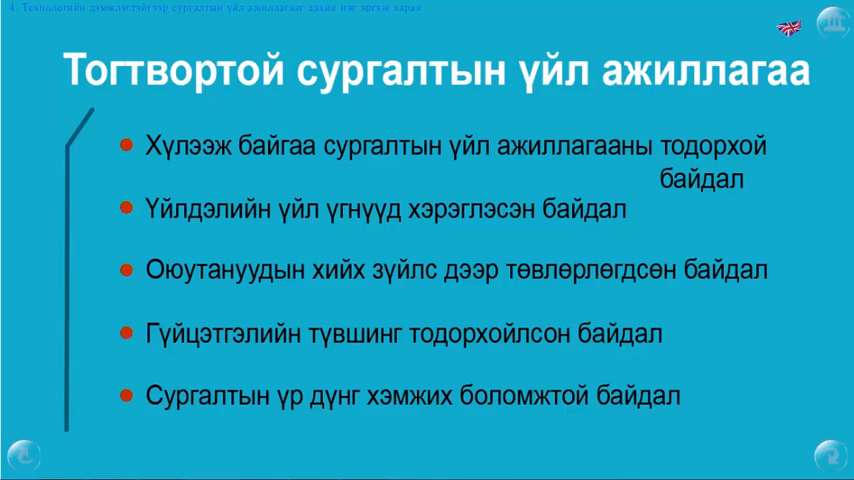 4. Технологийн дэмжлэгтэйгээр сургалтын үйл ажиллагааг дахин нэг эргэж харах
Тогтвортой сургалтын үйл ажиллагаа
Хүлээж байгаа сургалтын үйл ажиллагааны тодорхой
байдал
Үйлдэлийн үйл үгнүүд хэрэглэсэн байдал
Оюутануудын хийх зүйлс дээр төвлөрлөгдсөн байдал
Гүйцэтгэлийн түвшинг тодорхойлсон байдал
Сургалтын үр дүнг хэмжих боломжтой байдал